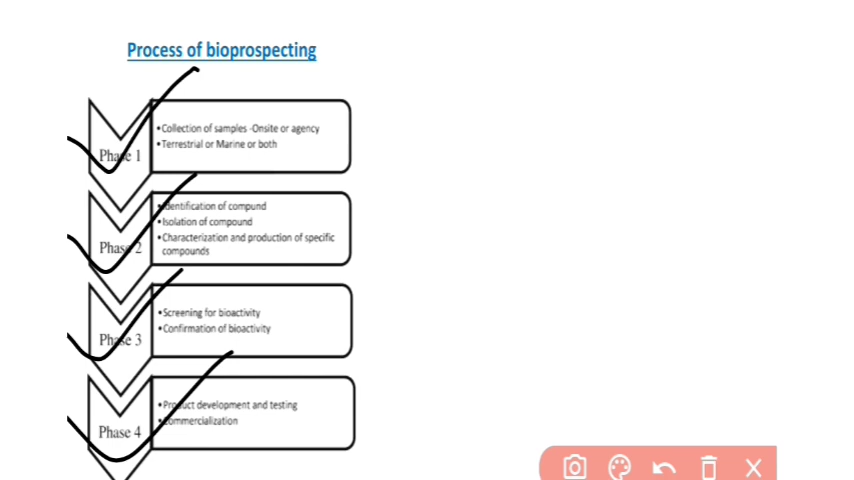 Process of bioprospecting
Phase 1
•Collection of samples -Onsite or agency
•Terrestrial or Marine or both
Phase 2
•Identification of compund
•Isolation of compound
•Characterization and production of specific
compounds
Phase 3
•Screening for bioactivity
•Confirmation of bioactivity
Phase 4
•Product development and testing
•Commercialization